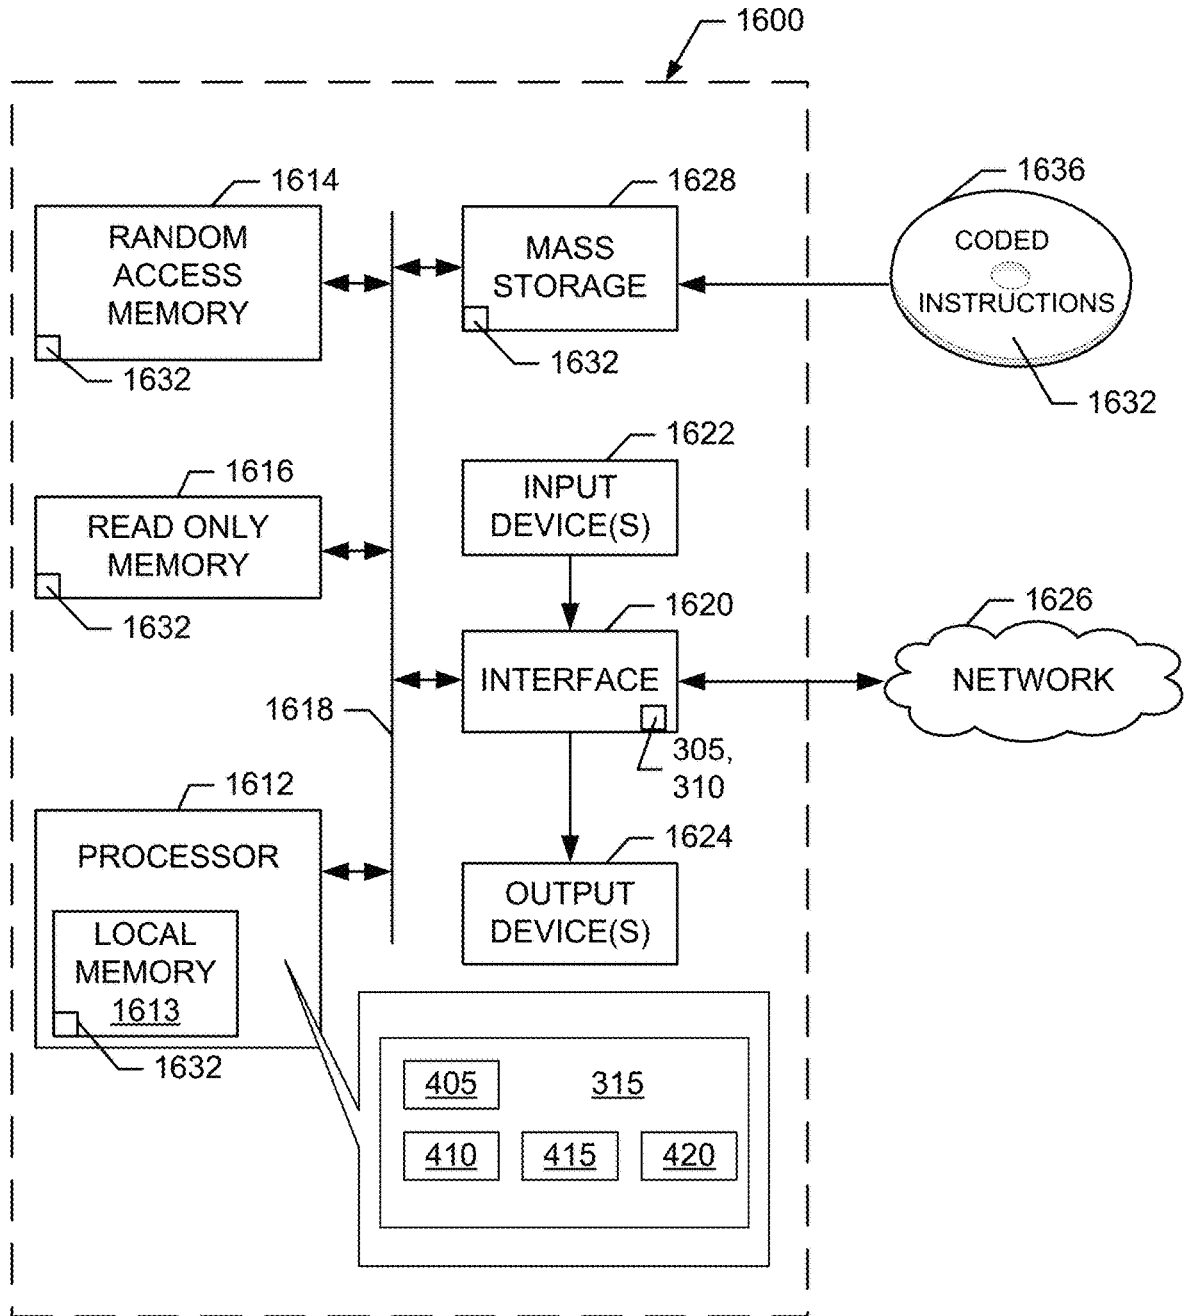 1600
1614
RANDOM
ACCESS
MEMORY
1632
1628
MASS
STORAGE
1632
1636
CODED
INSTRUCTIONS
1632
1616
READ ONLY
MEMORY
1632
1622
INPUT
DEVICE(S)
1620
INTERFACE
305,
310
1626
NETWORK
1618
1612
PROCESSOR
LOCAL
MEMORY
1613
1632
1624
OUTPUT
DEVICE(S)
405
315
410
415
420